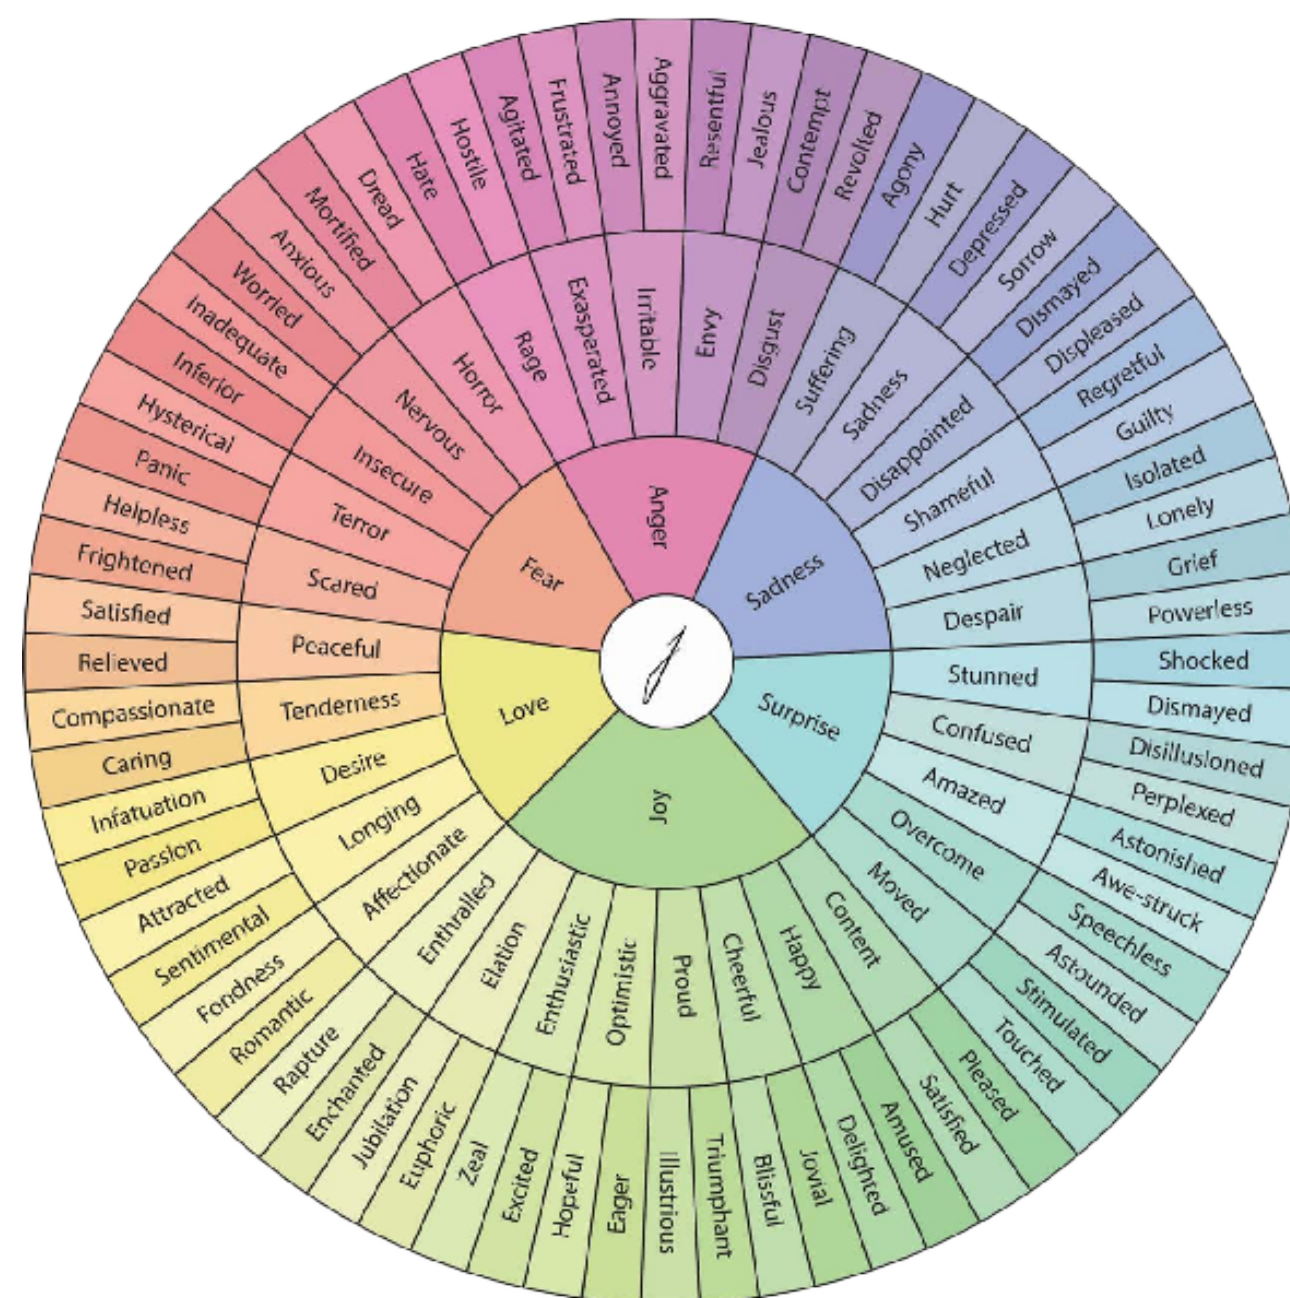 Anger
Sadness
Surprise
Joy
Love
Fear
Rage
Exasperated
Irritable
Envy
Disgust
Suffering
Sadness
Disappointed
Shameful
Neglected
Despair
Stunned
Confused
Amazed
Overcome
Moved
Content
Happy
Cheerful
Proud
Optimistic
Enthusiastic
Elation
Enthralled
Affectionate
Longing
Desire
Tenderness
Peaceful
Scared
Terror
Insecure
Nervous
Horror
Hate
Hostile
Agitated
Frustrated
Annoyed
Aggravated
Resentful
Jealous
Contempt
Revolted
Agony
Hurt
Depressed
Sorrow
Dismayed
Displeased
Regretful
Guilty
Isolated
Lonely
Grief
Powerless
Shocked
Dismayed
Disillusioned
Perplexed
Astonished
Awe-struck
Speechless
Astounded
Stimulated
Touched
Pleased
Satisfied
Amused
Delighted
Jovial
Blissful
Triumphant
Illustrious
Eager
Hopeful
Excited
Zeal
Euphoric
Jubilation
Enchanted
Rapture
Romantic
Fondness
Sentimental
Attracted
Passion
Infatuation
Caring
Compassionate
Relieved
Satisfied
Frightened
Helpless
Panic
Hysterical
Inferior
Inadequate
Worried
Anxious
Mortified
Dread